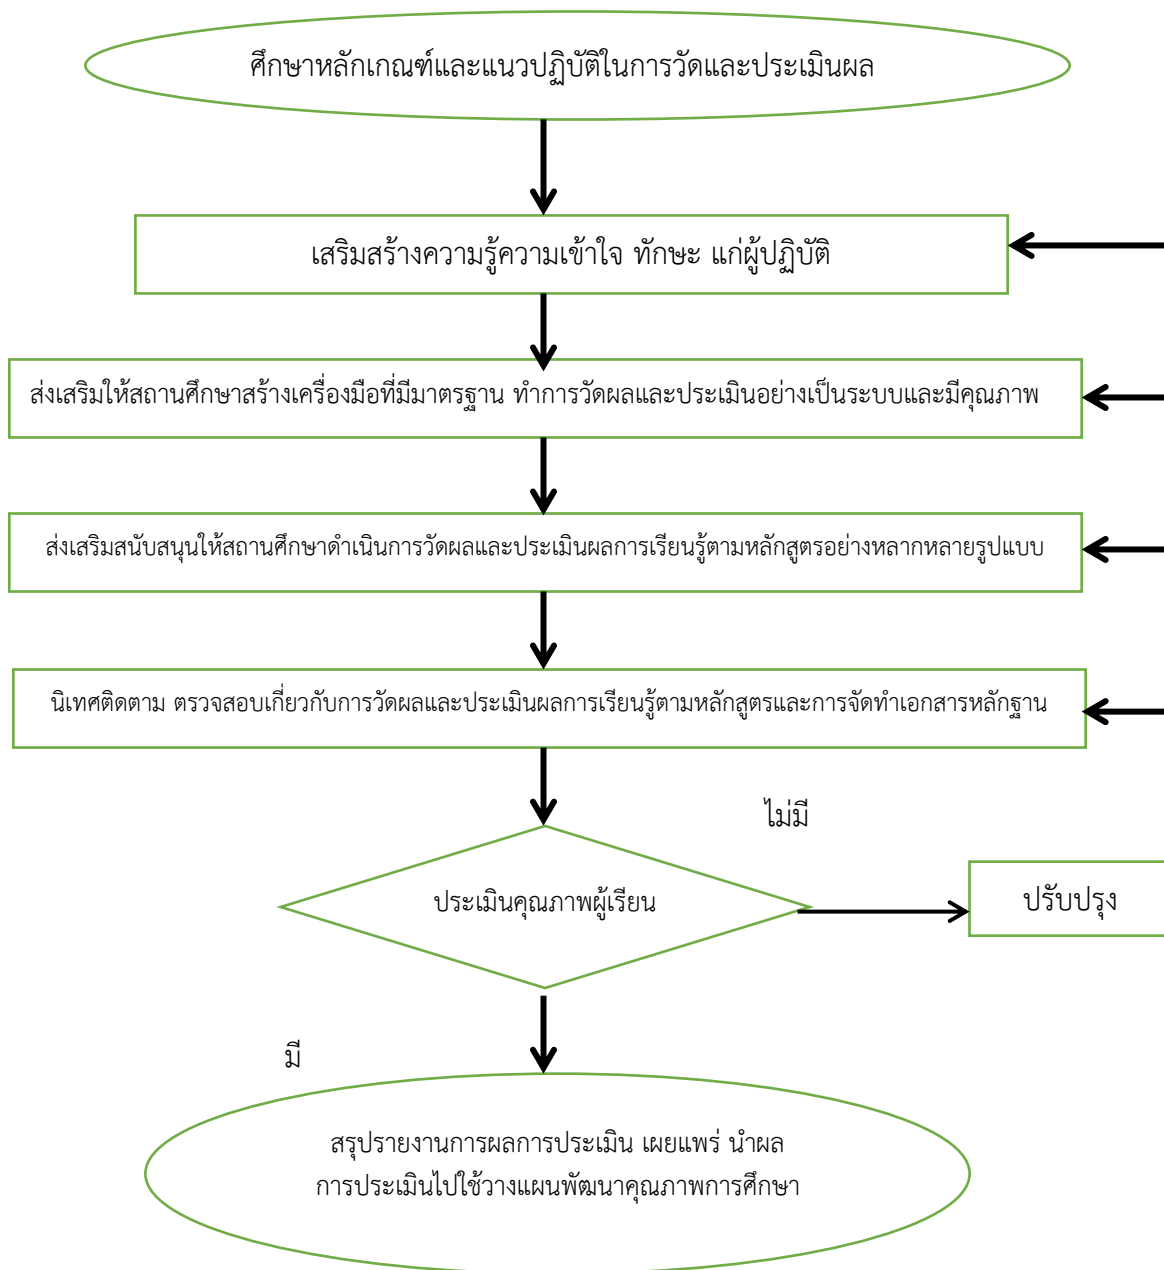 ศึกษาหลักเกณฑ์และแนวปฏิบัติในการวัดและประเมินผล
เสริมสร้างความรู้ความเข้าใจ ทักษะ แก่ผู้ปฏิบัติ
ส่งเสริมให้สถานศึกษาสร้างเครื่องมือที่มีมาตรฐาน ทำการวัดผลและประเมินอย่างเป็นระบบและมีคุณภาพ
ส่งเสริมสนับสนุนให้สถานศึกษาดำเนินการวัดผลและประเมินผลการเรียนรู้ตามหลักสูตรอย่างหลากหลายรูปแบบ
นิเทศติดตาม ตรวจสอบเกี่ยวกับการวัดผลและประเมินผลการเรียนรู้ตามหลักสูตรและการจัดทำเอกสารหลักฐาน
ไม่มี
ประเมินคุณภาพผู้เรียน
ปรับปรุง
มี
สรุปรายงานการผลการประเมิน เผยแพร่ นำผล
การประเมินไปใช้วางแผนพัฒนาคุณภาพการศึกษา